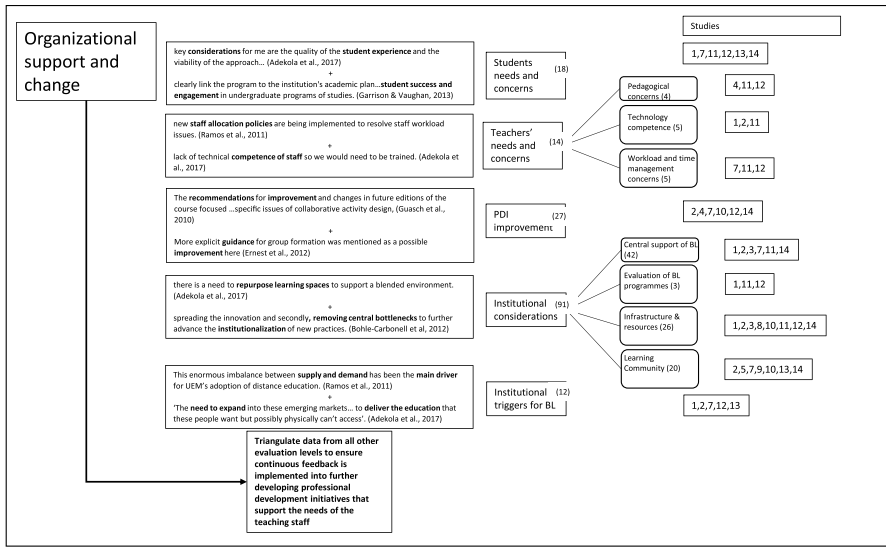 Organizational
support and
change
Studies
key considerations for me are the quality of the student experience and the
viability of the approach… (Adekola et al., 2017)
+
clearly link the program to the institution's academic plan…student success and
engagement in undergraduate programs of studies. (Garrison & Vaughan, 2013)
Students
needs and
concerns
(18)
1,7,11,12,13,14
new staff allocation policies are being implemented to resolve staff workload
issues. (Ramos et al., 2011)
+
lack of technical competence of staff so we would need to be trained. (Adekola et
al., 2017)
Teachers'
needs and
concerns
(14)
Pedagogical
concerns (4)
4,11,12
Technology
competence (5)
1,2,11
Workload and time
management
concerns (5)
7,11,12
The recommendations for improvement and changes in future editions of the
course focused …specific issues of collaborative activity design, (Guasch et al.,
2010)
+
More explicit guidance for group formation was mentioned as a possible
improvement here (Ernest et al., 2012)
PDI
improvement
(27)
2,4,7,10,12,14
there is a need to repurpose learning spaces to support a blended environment.
(Adekola et al., 2017)
+
spreading the innovation and secondly, removing central bottlenecks to further
advance the institutionalization of new practices. (Bohle-Carbonell et al, 2012)
Institutional
considerations
(91)
Central support of BL
(42)
1,2,3,7,11,14
Evaluation of BL
programmes (3)
1,11,12
Infrastructure &
resources (26)
1,2,3,8,10,11,12,14
Learning
Community (20)
2,5,7,9,10,13,14
This enormous imbalance between supply and demand has been the main driver
for UEM's adoption of distance education. (Ramos et al., 2011)
+
'The need to expand into these emerging markets… to deliver the education that
these people want but possibly physically can't access'. (Adekola et al., 2017)
Institutional
triggers for BL
(12)
1,2,7,12,13
Triangulate data from all other
evaluation levels to ensure
continuous feedback is
implemented into further
developing professional
development initiatives that
support the needs of the
teaching staff